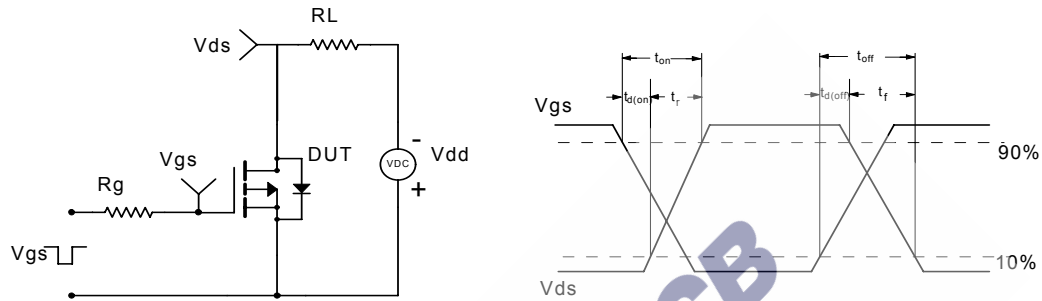 RL
Vds
Vgs
DUT
VDC
-
+
Vdd
Rg
Vgs
ton
toff
td(on)
tr
td(off)
tf
Vgs
90%
10%
Vds